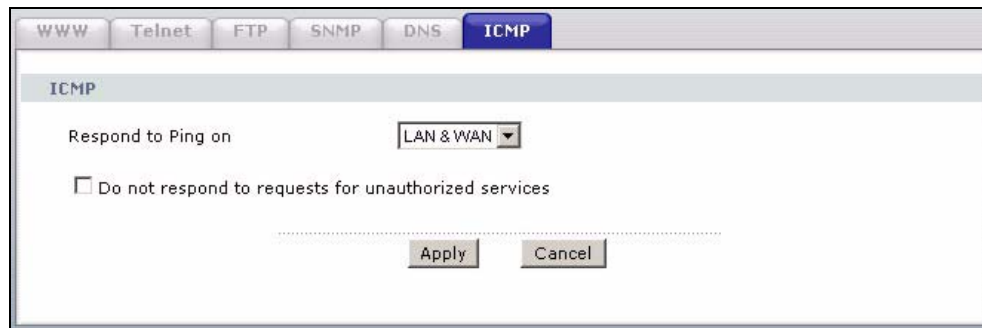 WWW Telnet FTP SNMP DNS ICMP
ICMP
Respond to Ping on LAN & WAN
Do not respond to requests for unauthorized services
Apply Cancel